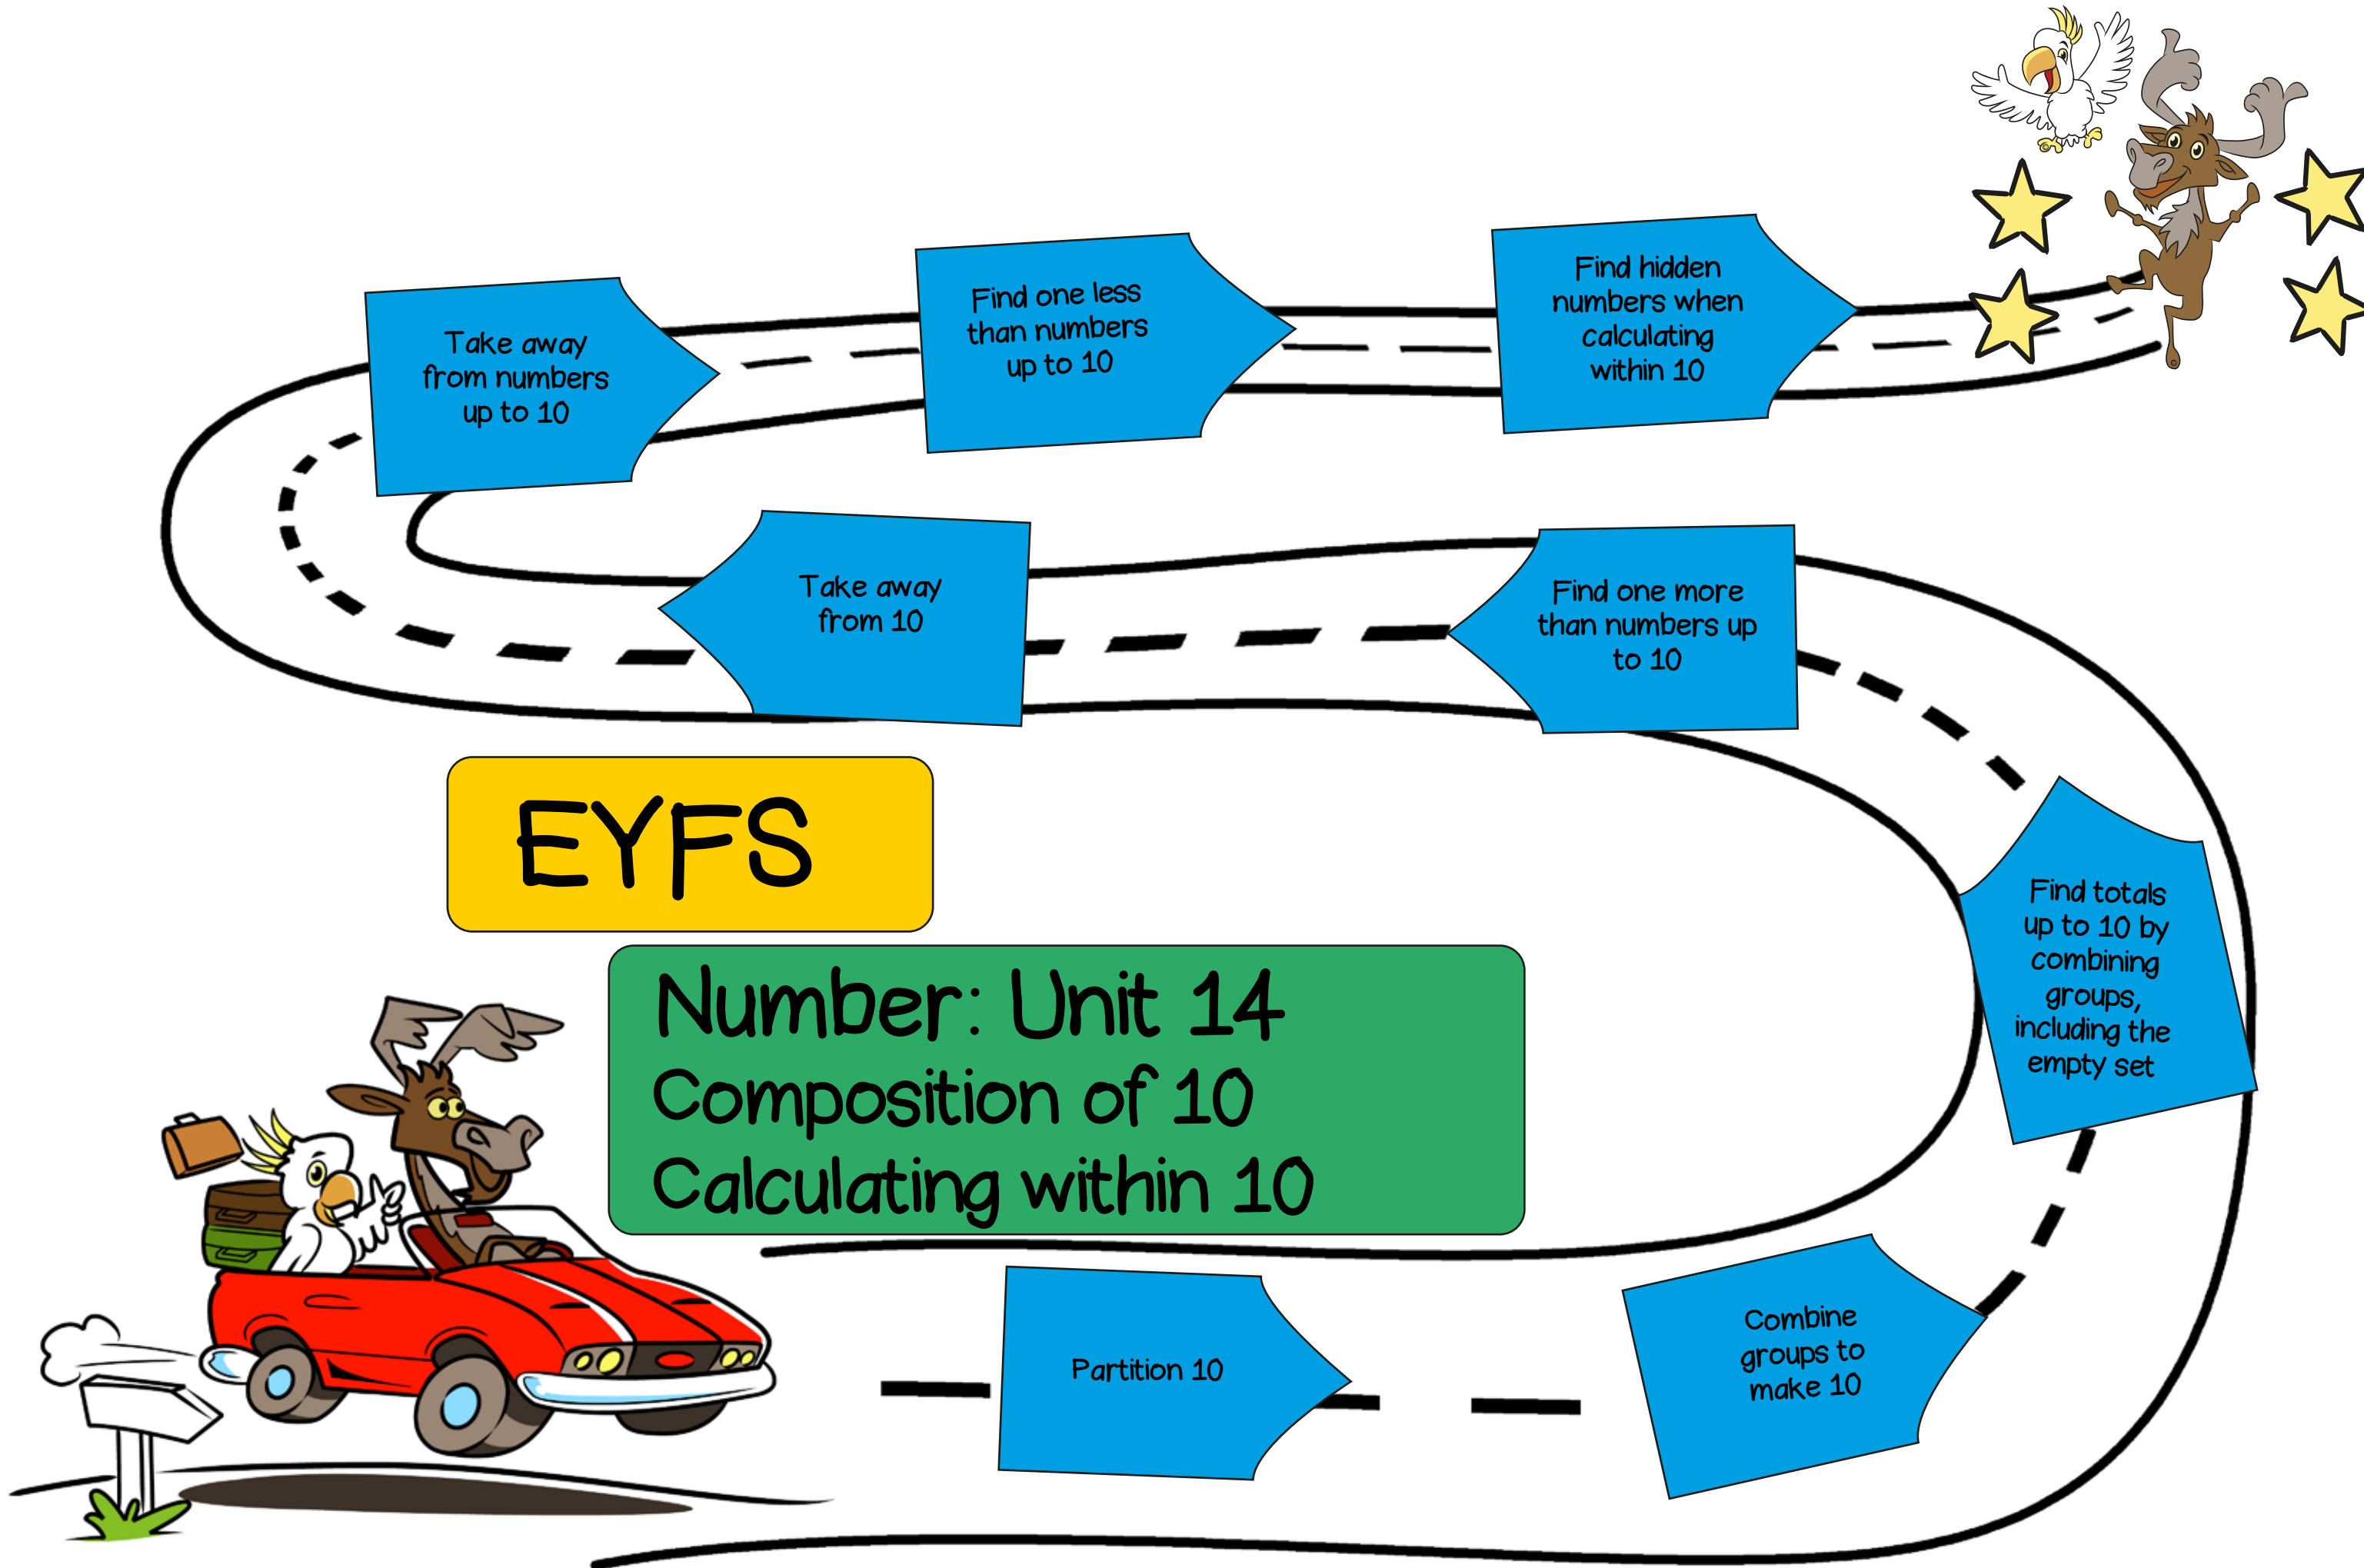 Find hidden
numbers when
calculating
within 10
Find one less
than numbers
up to 10
Take away
from numbers
up to 10
Take away
from 10
Find one more
than numbers up
to 10
EYFS
Find totals
up to 10 by
combining
groups,
including the
empty set
Number: Unit 14
Composition of 10
Calculating within 10
Combine
groups to
make 10
Partition 10